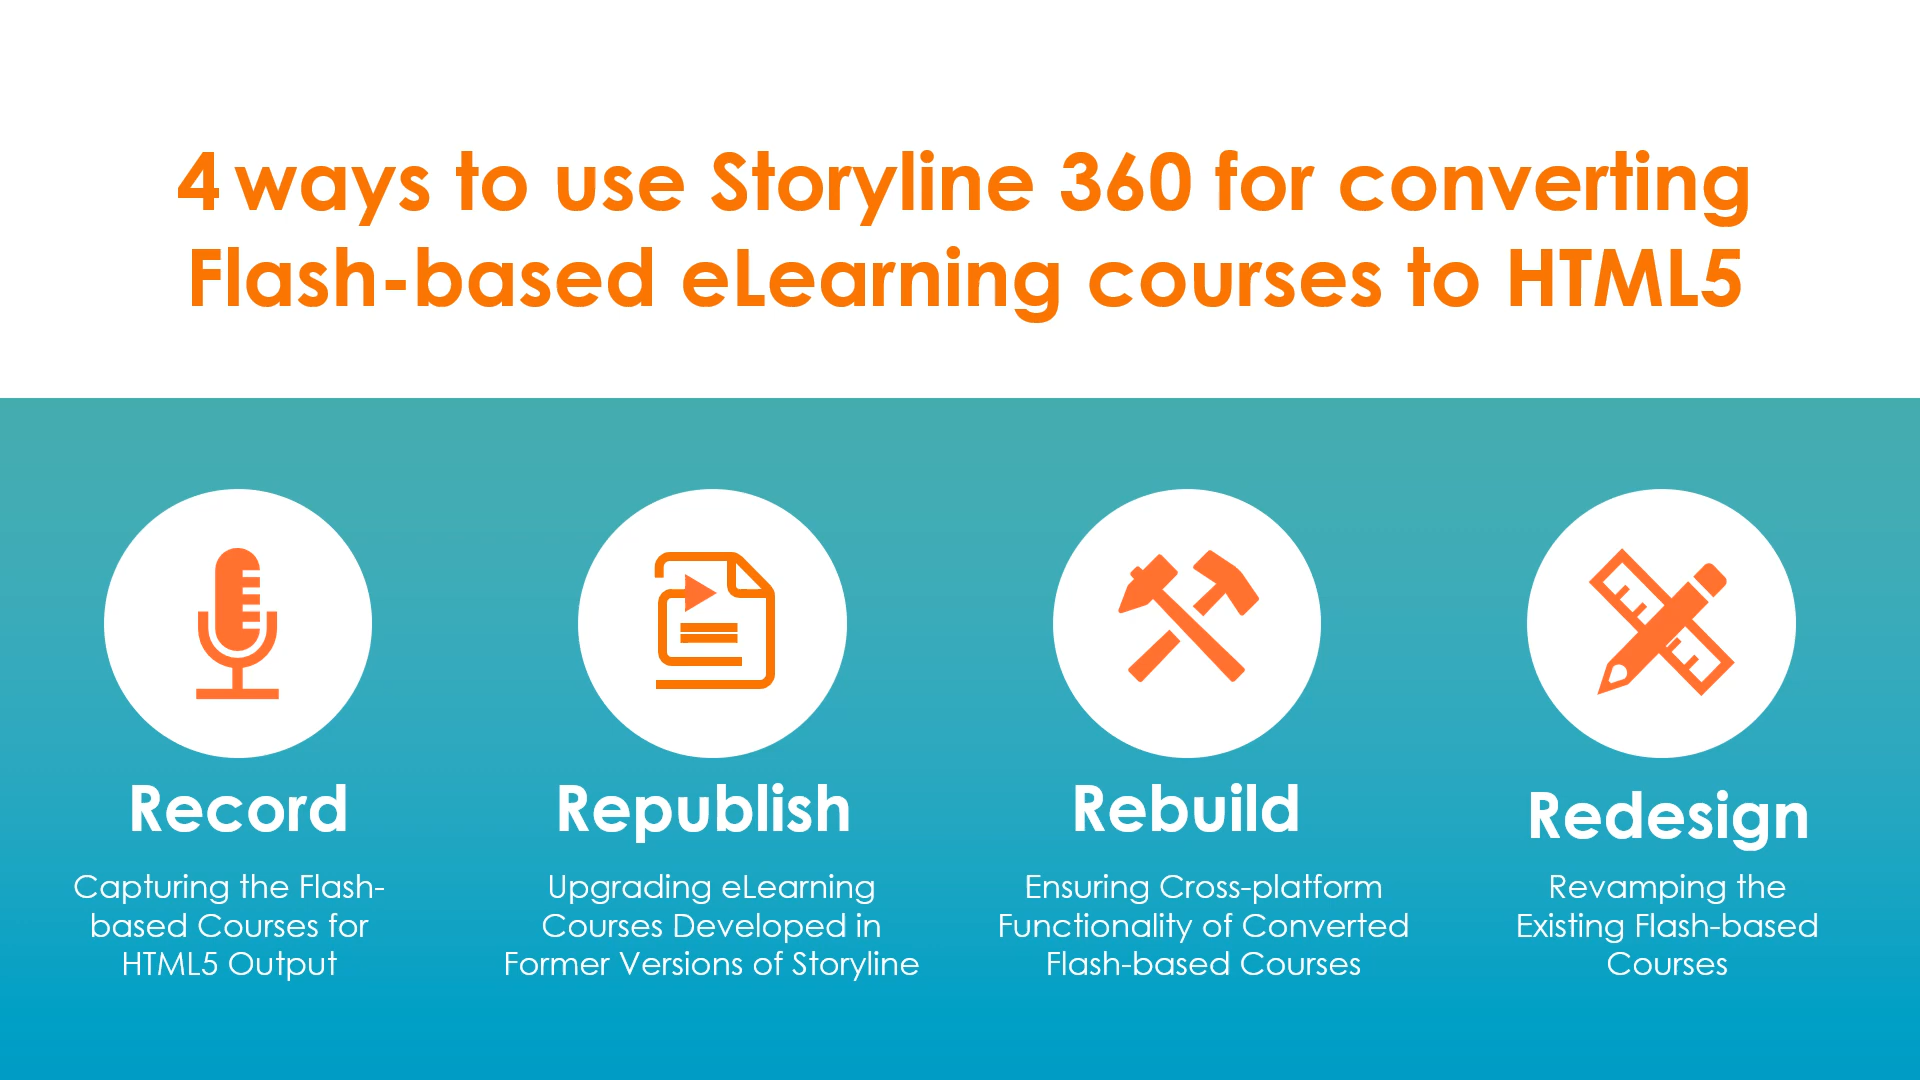 4 ways to use Storyline 360 for converting
Flash-based eLearning courses to HTML5
Record
Capturing the Flash-
based Courses for
HTML5 Output
Republish
Upgrading eLearning
Courses Developed in
Former Versions of Storyline
Rebuild
Ensuring Cross-platform
Functionality of Converted
Flash-based Courses
Redesign
Revamping the
Existing Flash-based
Courses